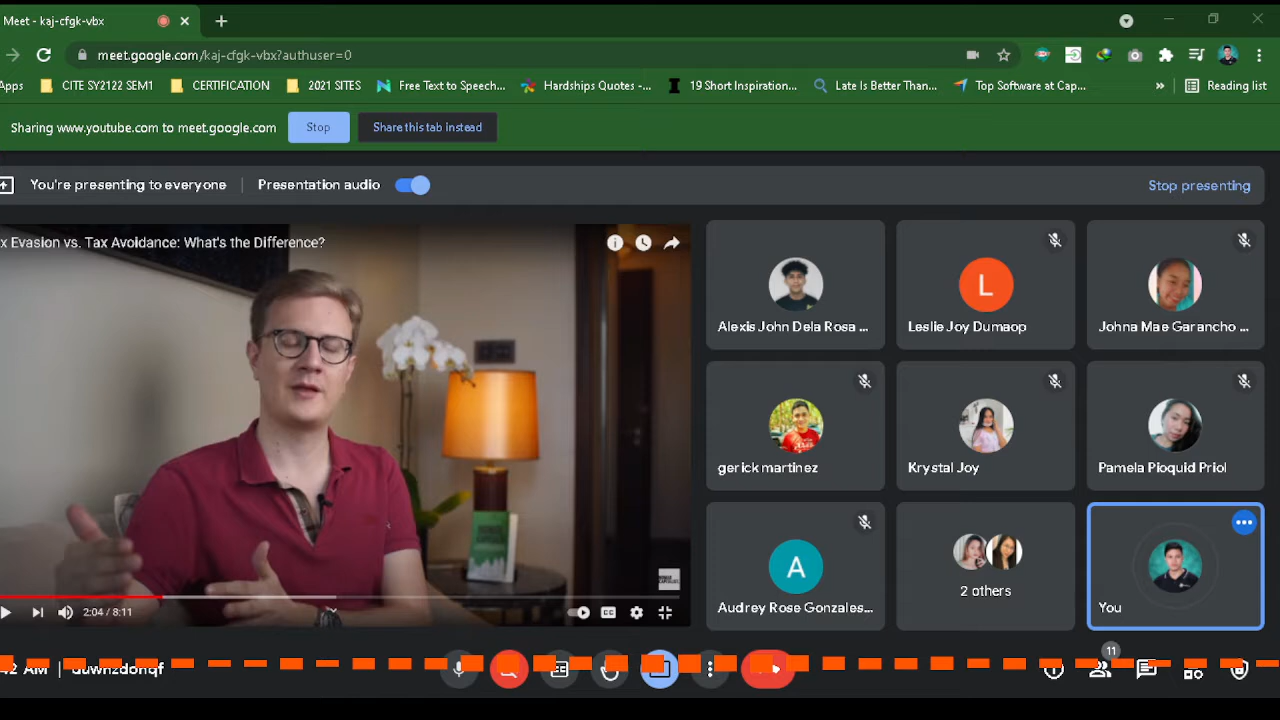 Meet - kaj-cfgk-vbx
meet.google.com/kaj-cfgk-vbx?authuser=0
Apps CITE SY2122 SEM1 CERTIFICATION 2021 SITES Free Text to Speech... Hardships Quotes -... 19 Short Inspiration... Late Is Better Than... Top Software at Cap... » Reading list
Sharing www.youtube.com to meet.google.com Stop Share this tab instead
You're presenting to everyone | Presentation audio Stop presenting
x Evasion vs. Tax Avoidance: What's the Difference?
Alexis John Dela Rosa ...
L
Leslie Joy Dumaop
Johna Mae Garancho ...
gerick martinez
Krystal Joy
Pamela Pioquid Priol
A
Audrey Rose Gonzales...
2 others
You
2:04 / 8:11
CC
11
AM